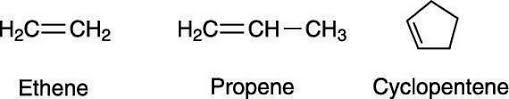 H₂C=CH₂ H₂C=CH—CH₃
Ethene Propene Cyclopentene